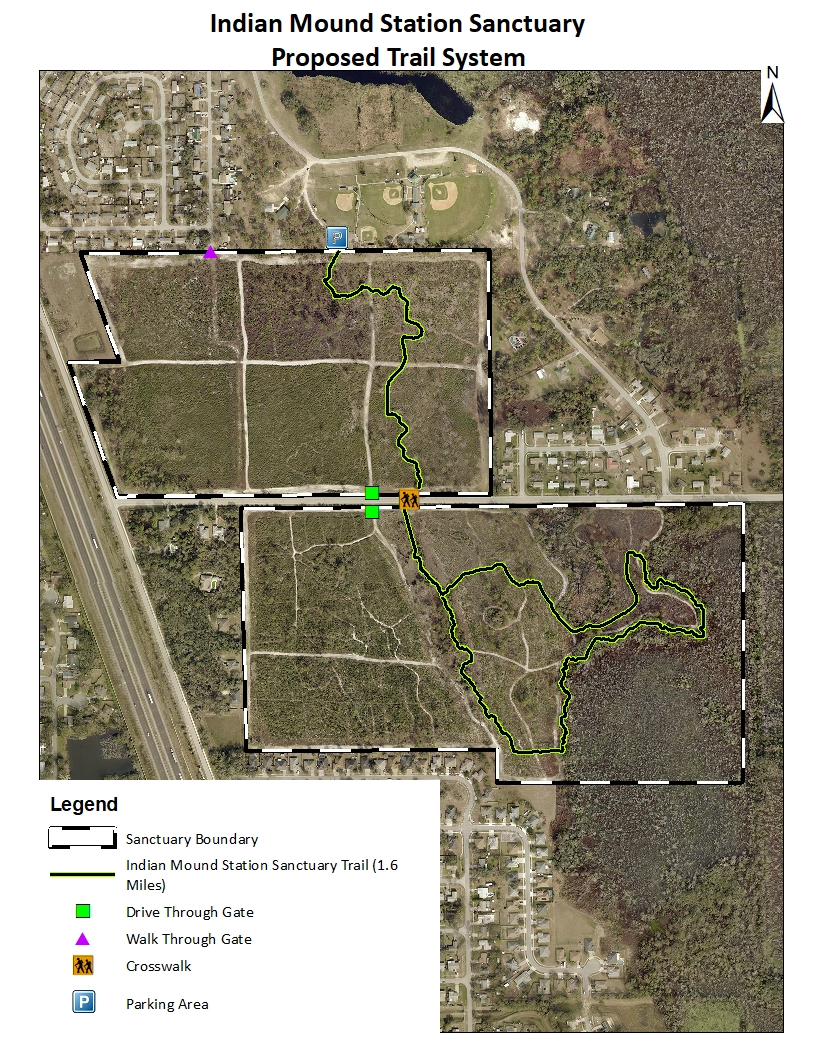 Indian Mound Station Sanctuary
Proposed Trail System
N
P
Legend
Sanctuary Boundary
Indian Mound Station Sanctuary Trail (1.6
Miles)
Drive Through Gate
Walk Through Gate
Crosswalk
P
Parking Area